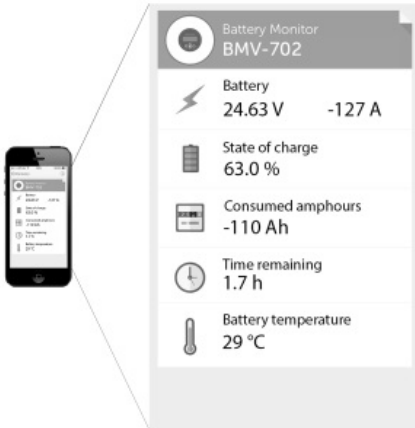 Battery Monitor
BMV-702
Battery
24.63 V -127 A
State of charge
63.0 %
Consumed amphours
-110 Ah
Time remaining
1.7 h
Battery temperature
29 °C